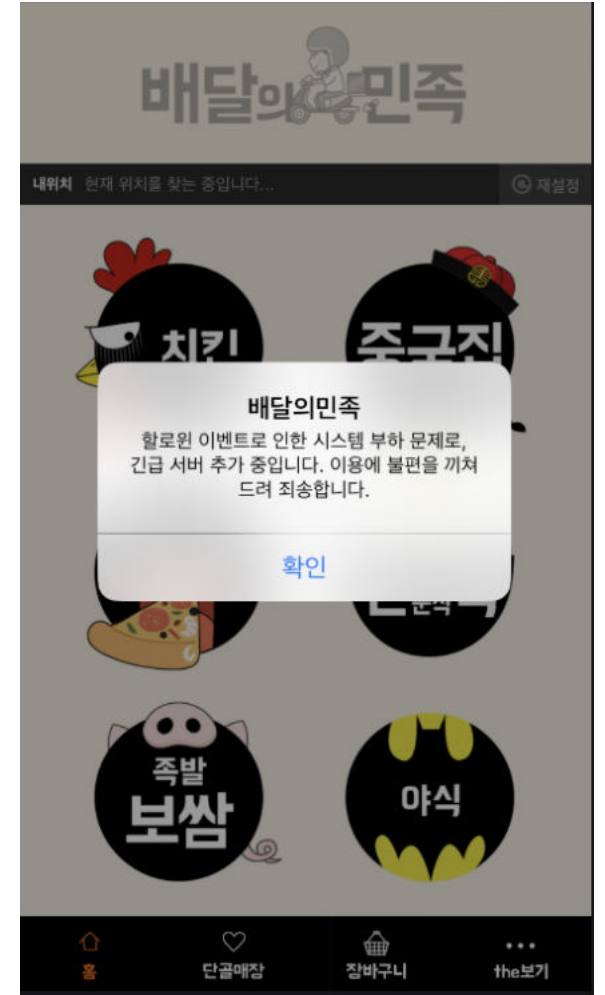 배달의민족
내위치 현재 위치를 찾는 중입니다... 재설정
치킨
중국집
배달의민족
할로윈 이벤트로 인한 시스템 부하 문제로,
긴급 서버 추가 중입니다. 이용에 불편을 끼쳐
드려 죄송합니다.
확인
분식
족발
보쌈
야식
홈
단골매장
장바구니
the보기